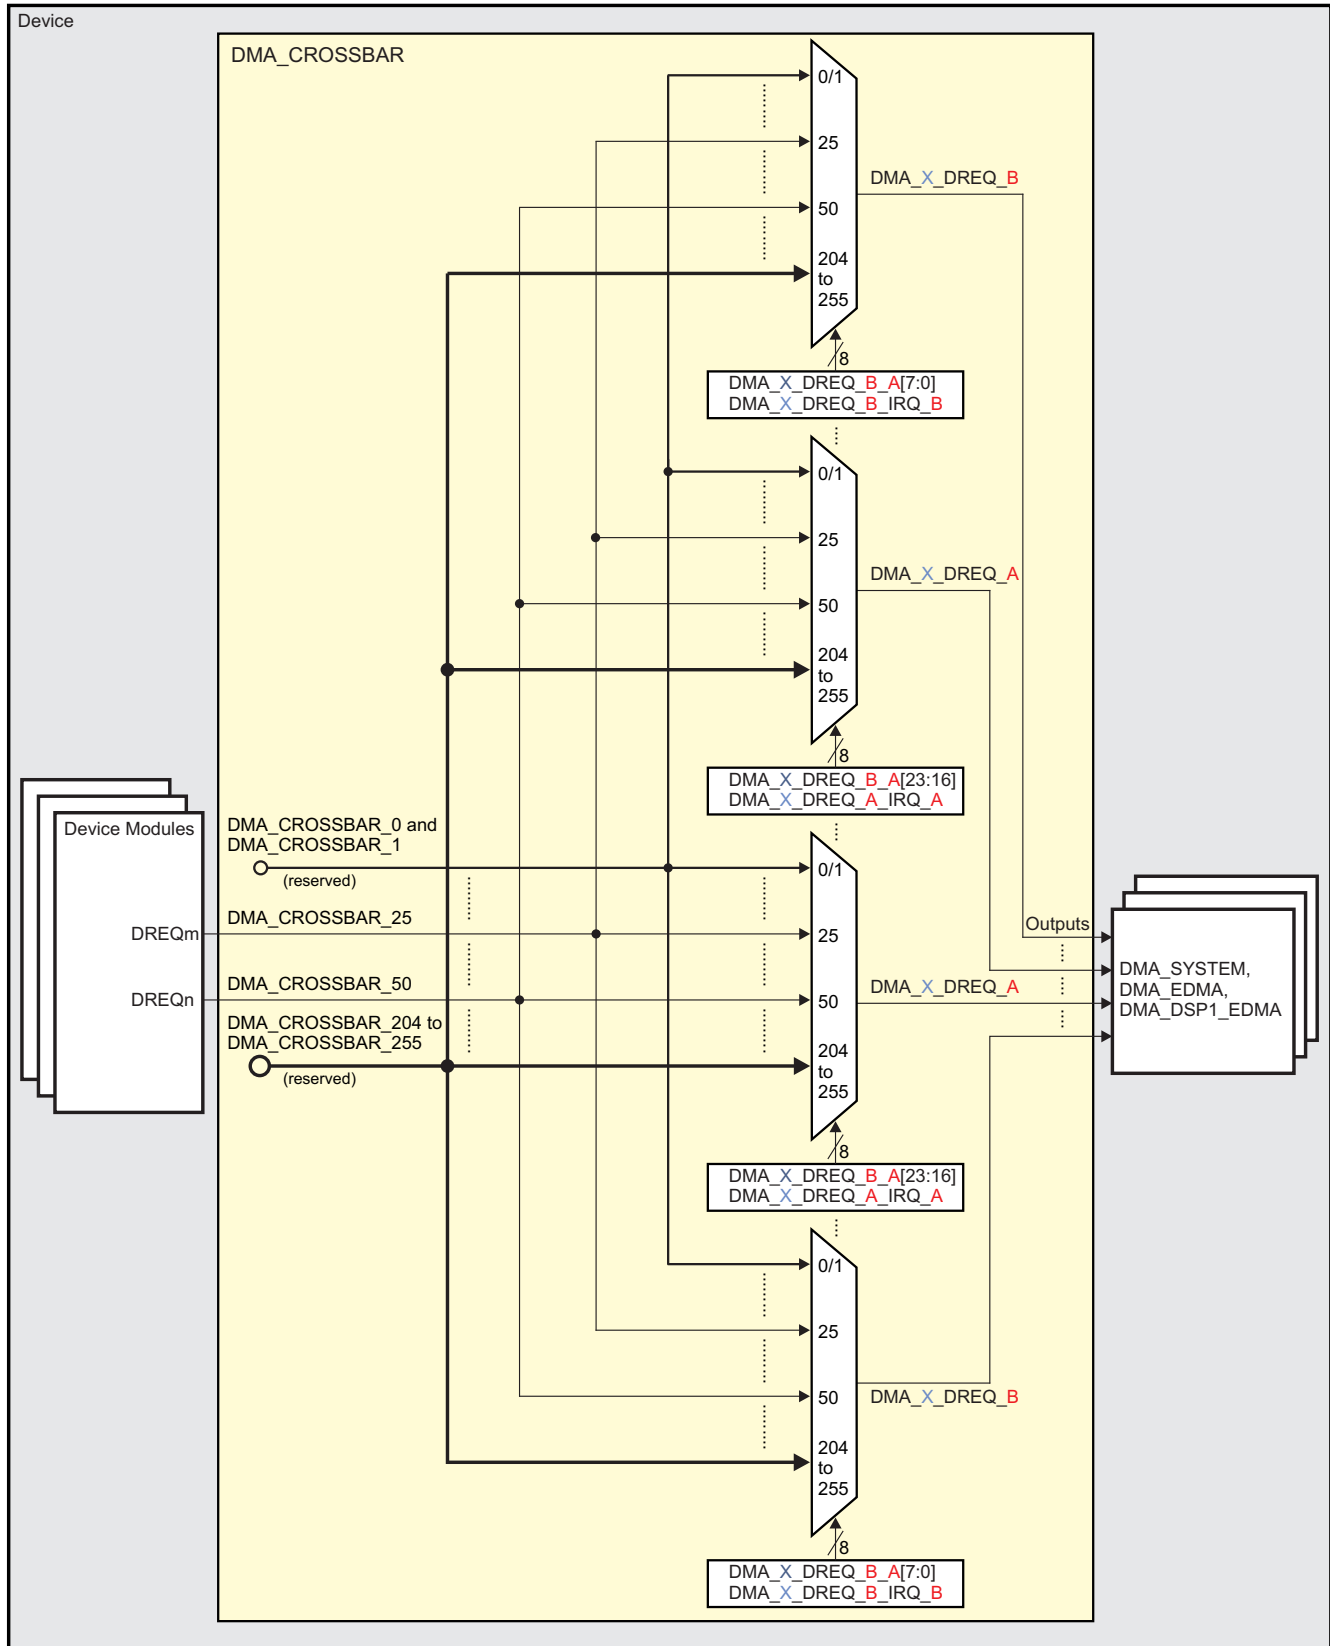 Device
DMA_CROSSBAR
0/1
25
50
204
to
255
DMA_X_DREQ_B
8
DMA_X_DREQ_B_A[7:0]
DMA_X_DREQ_B_IRQ_B
0/1
25
50
204
to
255
DMA_X_DREQ_A
8
DMA_X_DREQ_B_A[23:16]
DMA_X_DREQ_A_IRQ_A
Device Modules
DREQm
DREQn
DMA_CROSSBAR_0 and
DMA_CROSSBAR_1
(reserved)
DMA_CROSSBAR_25
DMA_CROSSBAR_50
DMA_CROSSBAR_204 to
DMA_CROSSBAR_255
(reserved)
0/1
25
50
204
to
255
DMA_X_DREQ_A
Outputs
DMA_SYSTEM,
DMA_EDMA,
DMA_DSP1_EDMA
8
DMA_X_DREQ_B_A[23:16]
DMA_X_DREQ_A_IRQ_A
0/1
25
50
204
to
255
DMA_X_DREQ_B
8
DMA_X_DREQ_B_A[7:0]
DMA_X_DREQ_B_IRQ_B